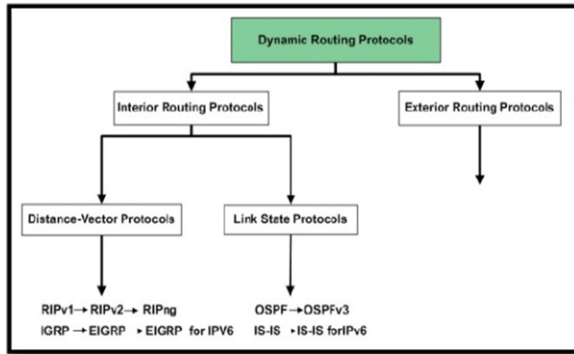 Dynamic Routing Protocols
Interior Routing Protocols
Exterior Routing Protocols
Distance-Vector Protocols
Link State Protocols
RIPv1→RIPv2→RIPng
IGRP→EIGRP→EIGRP for IPV6
OSPF→OSPFv3
IS-IS→IS-IS forIPv6